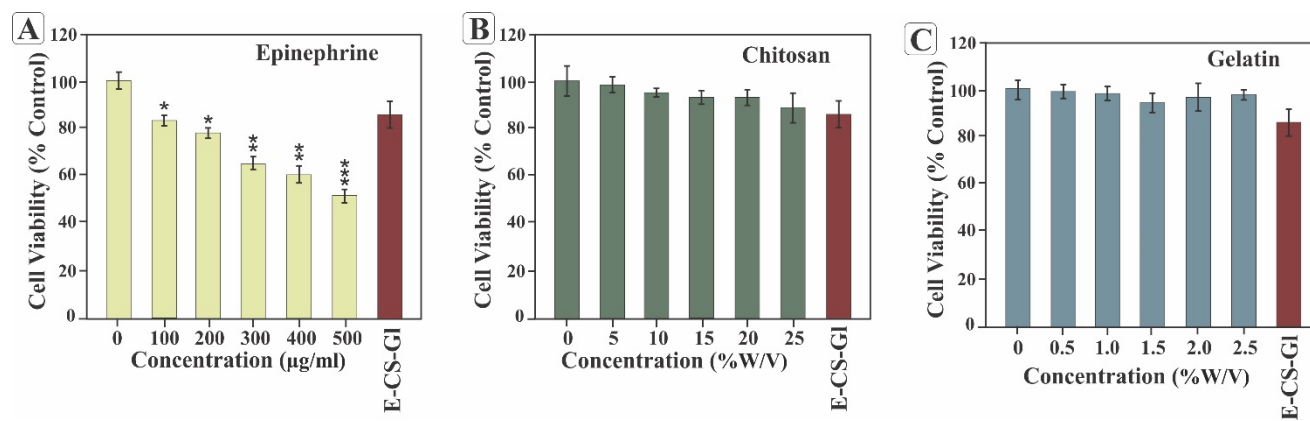 A
Epinephrine
Cell Viability (% Control)
120
100
80
60
40
20
0
*
*
**
**
***
0 100 200 300 400 500
Concentration (µg/ml)
E-CS-Gl
B
Chitosan
Cell Viability (% Control)
120
100
80
60
40
20
0
0 5 10 15 20 25
Concentration (%W/V)
E-CS-Gl
C
Gelatin
Cell Viability (% Control)
120
100
80
60
40
20
0
0 0.5 1.0 1.5 2.0 2.5
Concentration (%W/V)
E-CS-Gl